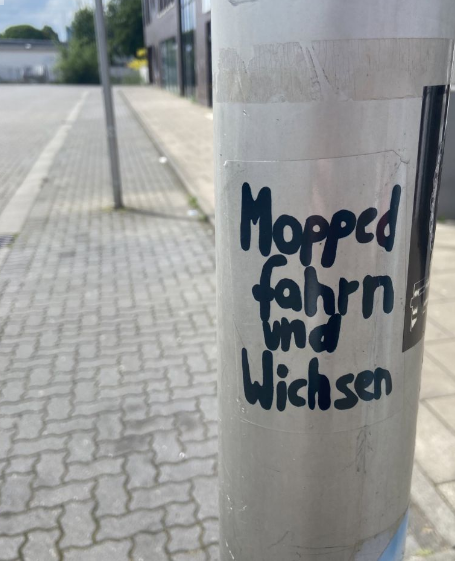 Mopped
fahrn
und
Wichsen